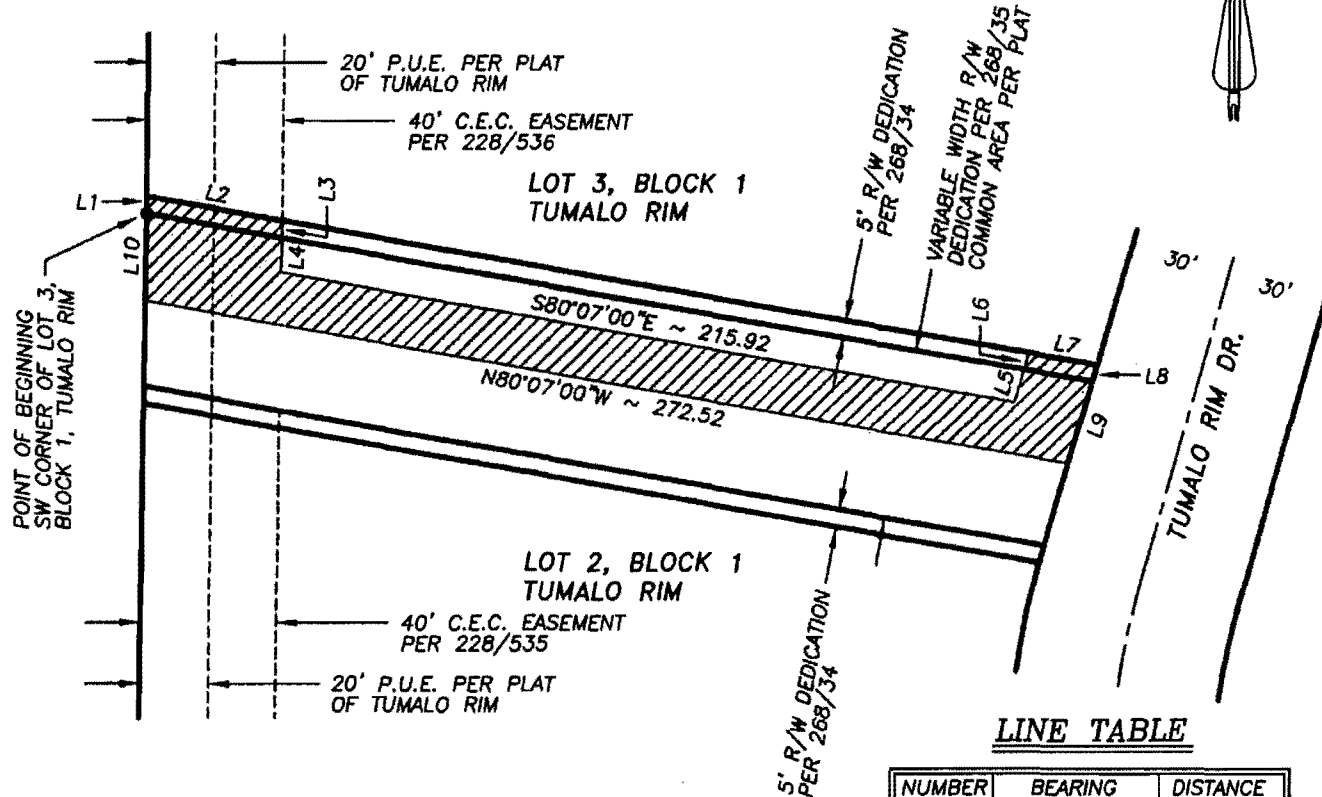 20' P.U.E. PER PLAT
OF TUMALO RIM
40' C.E.C. EASEMENT
PER 228/536
5' R/W DEDICATION
PER 268/34
VARIABLE WIDTH R/W
DEDICATION PER 268/35
COMMON AREA PER PLAT
LOT 3, BLOCK 1
TUMALO RIM
L1
L2
L3
L4
L10
POINT OF BEGINNING
SW CORNER OF LOT 3,
BLOCK 1, TUMALO RIM
S80°07'00"E ~ 215.92
N80°07'00"W ~ 272.52
L6
L5
L7
L8
L9
30'
30'
TUMALO RIM DR.
LOT 2, BLOCK 1
TUMALO RIM
40' C.E.C. EASEMENT
PER 228/535
20' P.U.E. PER PLAT
OF TUMALO RIM
5' R/W DEDICATION
PER 268/34
LINE TABLE
NUMBER BEARING DISTANCE